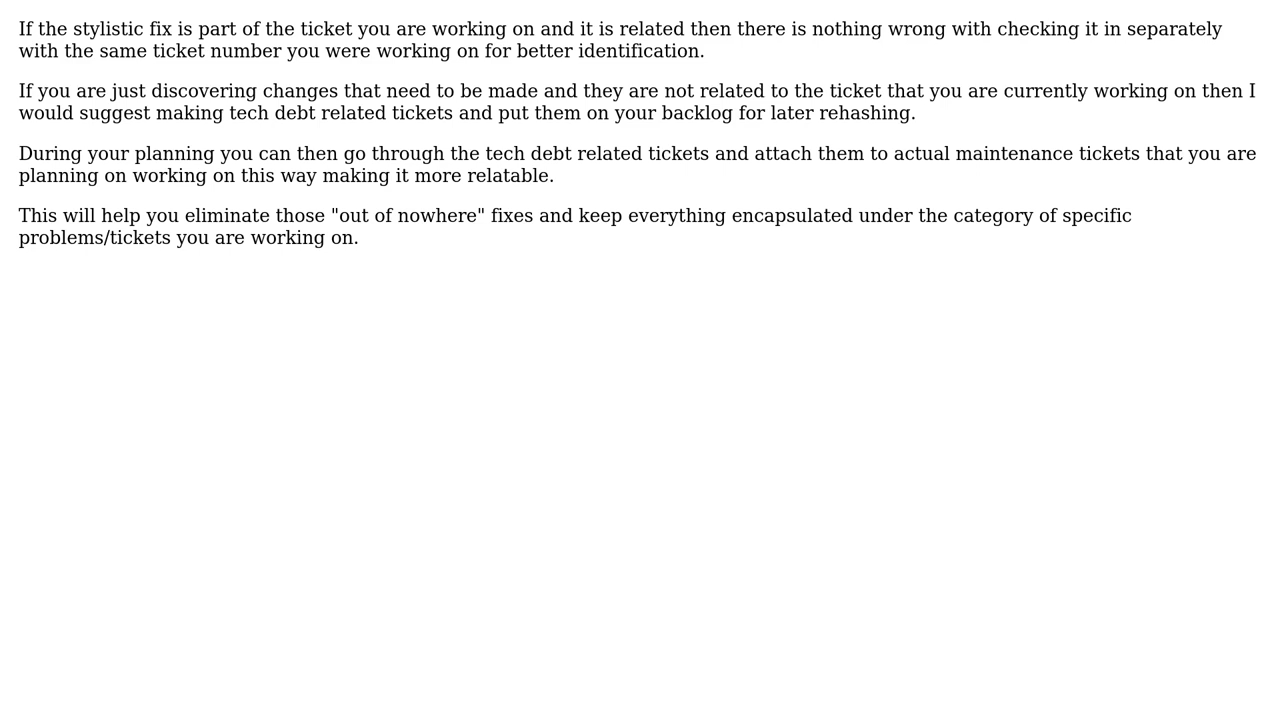 If the stylistic fix is part of the ticket you are working on and it is related then there is nothing wrong with checking it in separately
with the same ticket number you were working on for better identification.
If you are just discovering changes that need to be made and they are not related to the ticket that you are currently working on then I
would suggest making tech debt related tickets and put them on your backlog for later rehashing.
During your planning you can then go through the tech debt related tickets and attach them to actual maintenance tickets that you are
planning on working on this way making it more relatable.
This will help you eliminate those "out of nowhere" fixes and keep everything encapsulated under the category of specific
problems/tickets you are working on.